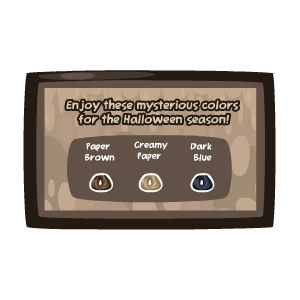 Enjoy these mysterious colors
for the Halloween season!
Paper
Brown
Creamy
Paper
Dark
Blue